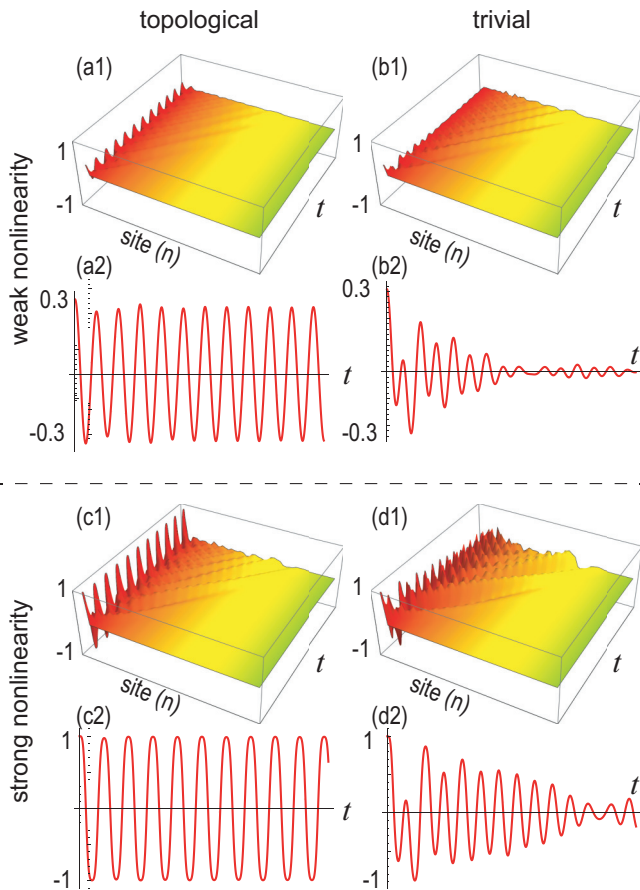 topological
trivial
weak nonlinearity
(a1)
1
-1
site (n)
t
(b1)
1
-1
site (n)
t
(a2)
0.3
-0.3
t
(b2)
0.3
-0.3
t
strong nonlinearity
(c1)
1
-1
site (n)
t
(d1)
1
-1
site (n)
t
(c2)
1
-1
t
(d2)
1
-1
t